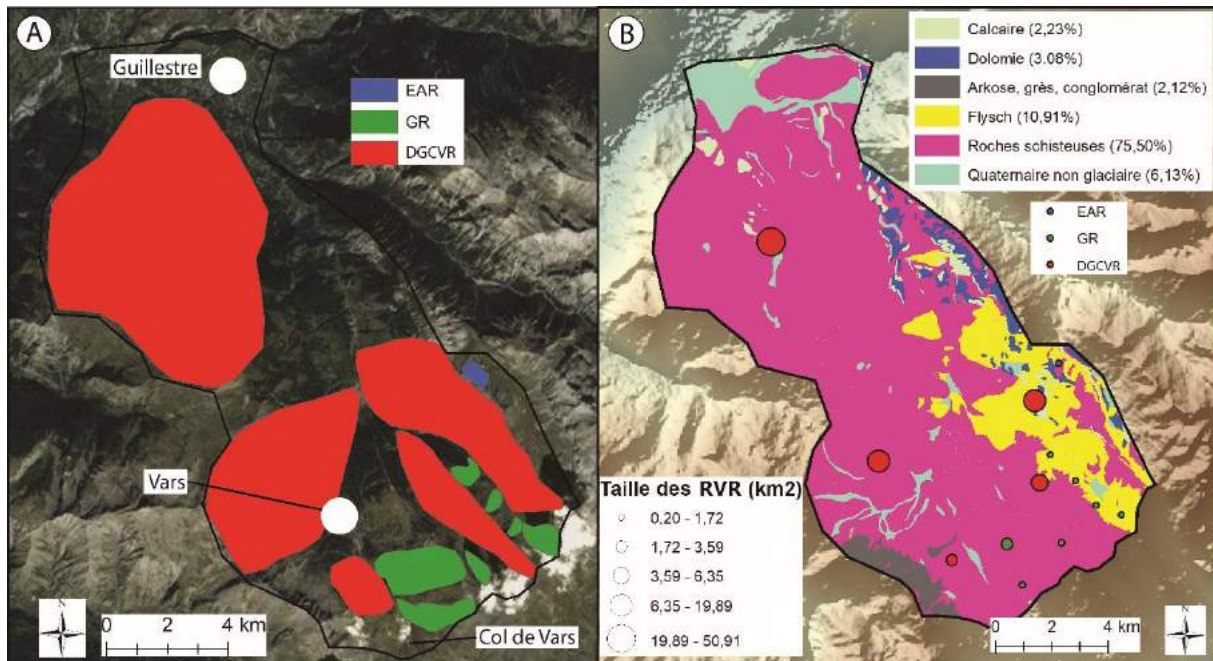 A
Guillestre
EAR
GR
DGCVR
Vars
Col de Vars
N
0 2 4 km
B
Calcaire (2,23%)
Dolomie (3.08%)
Arkose, grès, conglomérat (2,12%)
Flysch (10,91%)
Roches schisteuses (75,50%)
Quaternaire non glaciaire (6,13%)
EAR
GR
DGCVR
Taille des RVR (km2)
0,20 - 1,72
1,72 - 3,59
3,59 - 6,35
6,35 - 19,89
19,89 - 50,91
0 2 4 km
N